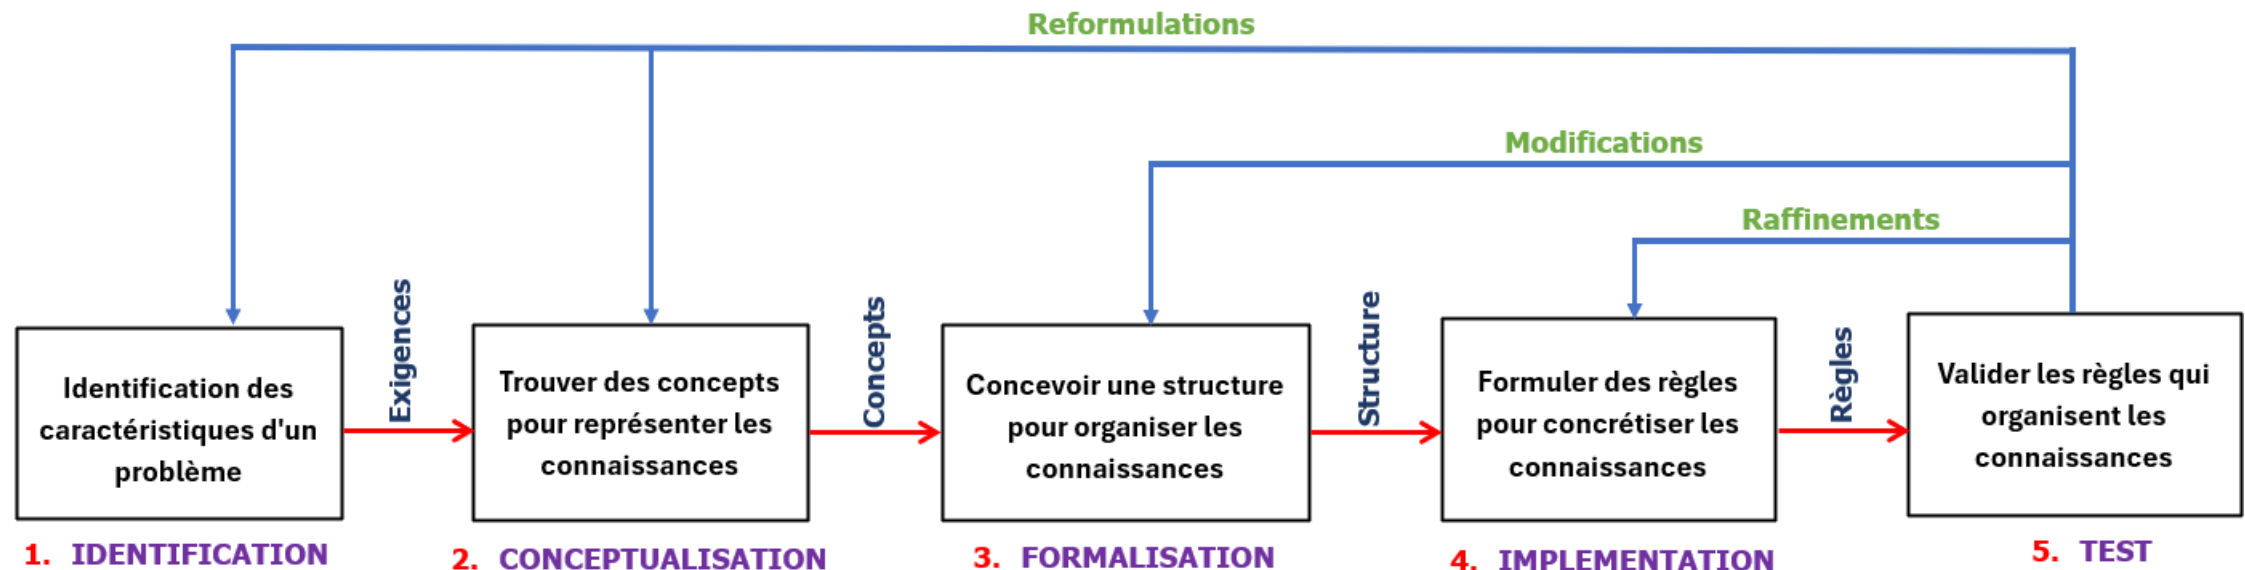 Reformulations
Modifications
Raffinements
Exigences
Concepts
Structure
Règles
Identification des
caractéristiques d'un
problème
Trouver des concepts
pour représenter les
connaissances
Concevoir une structure
pour organiser les
connaissances
Formuler des règles
pour concrétiser les
connaissances
Valider les règles qui
organisent les
connaissances
1. IDENTIFICATION
2. CONCEPTUALISATION
3. FORMALISATION
4. IMPLEMENTATION
5. TEST